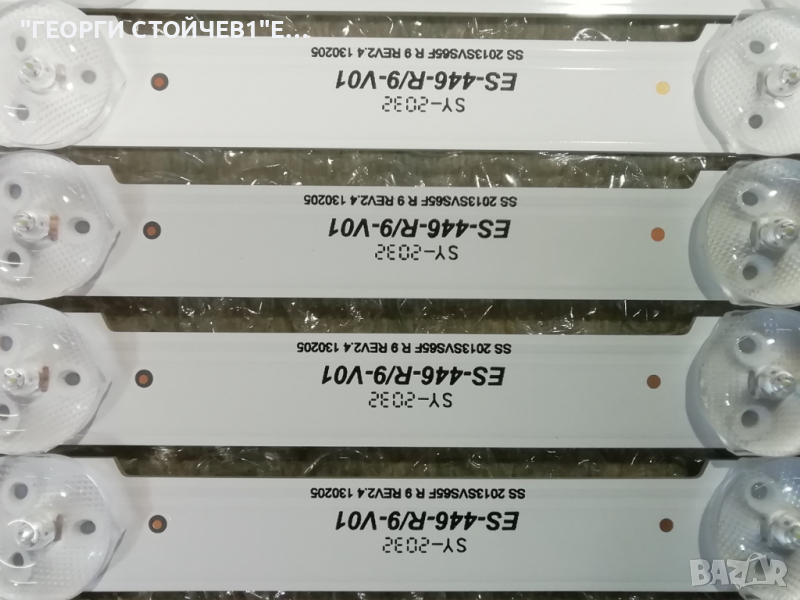 "ГЕОРГИ СТОЙЧЕВ1"Е...
SS 2013SVS65F R 9 REV2.4 130205
ES-446-R/9-V01
SY-2032
SS 2013SVS65F R 9 REV2.4 130205
ES-446-R/9-V01
SY-2032
SS 2013SVS65F R 9 REV2.4 130205
ES-446-R/9-V01
SY-2032
SS 2013SVS65F R 9 REV2.4 130205
ES-446-R/9-V01
SY-2032
BAZAR